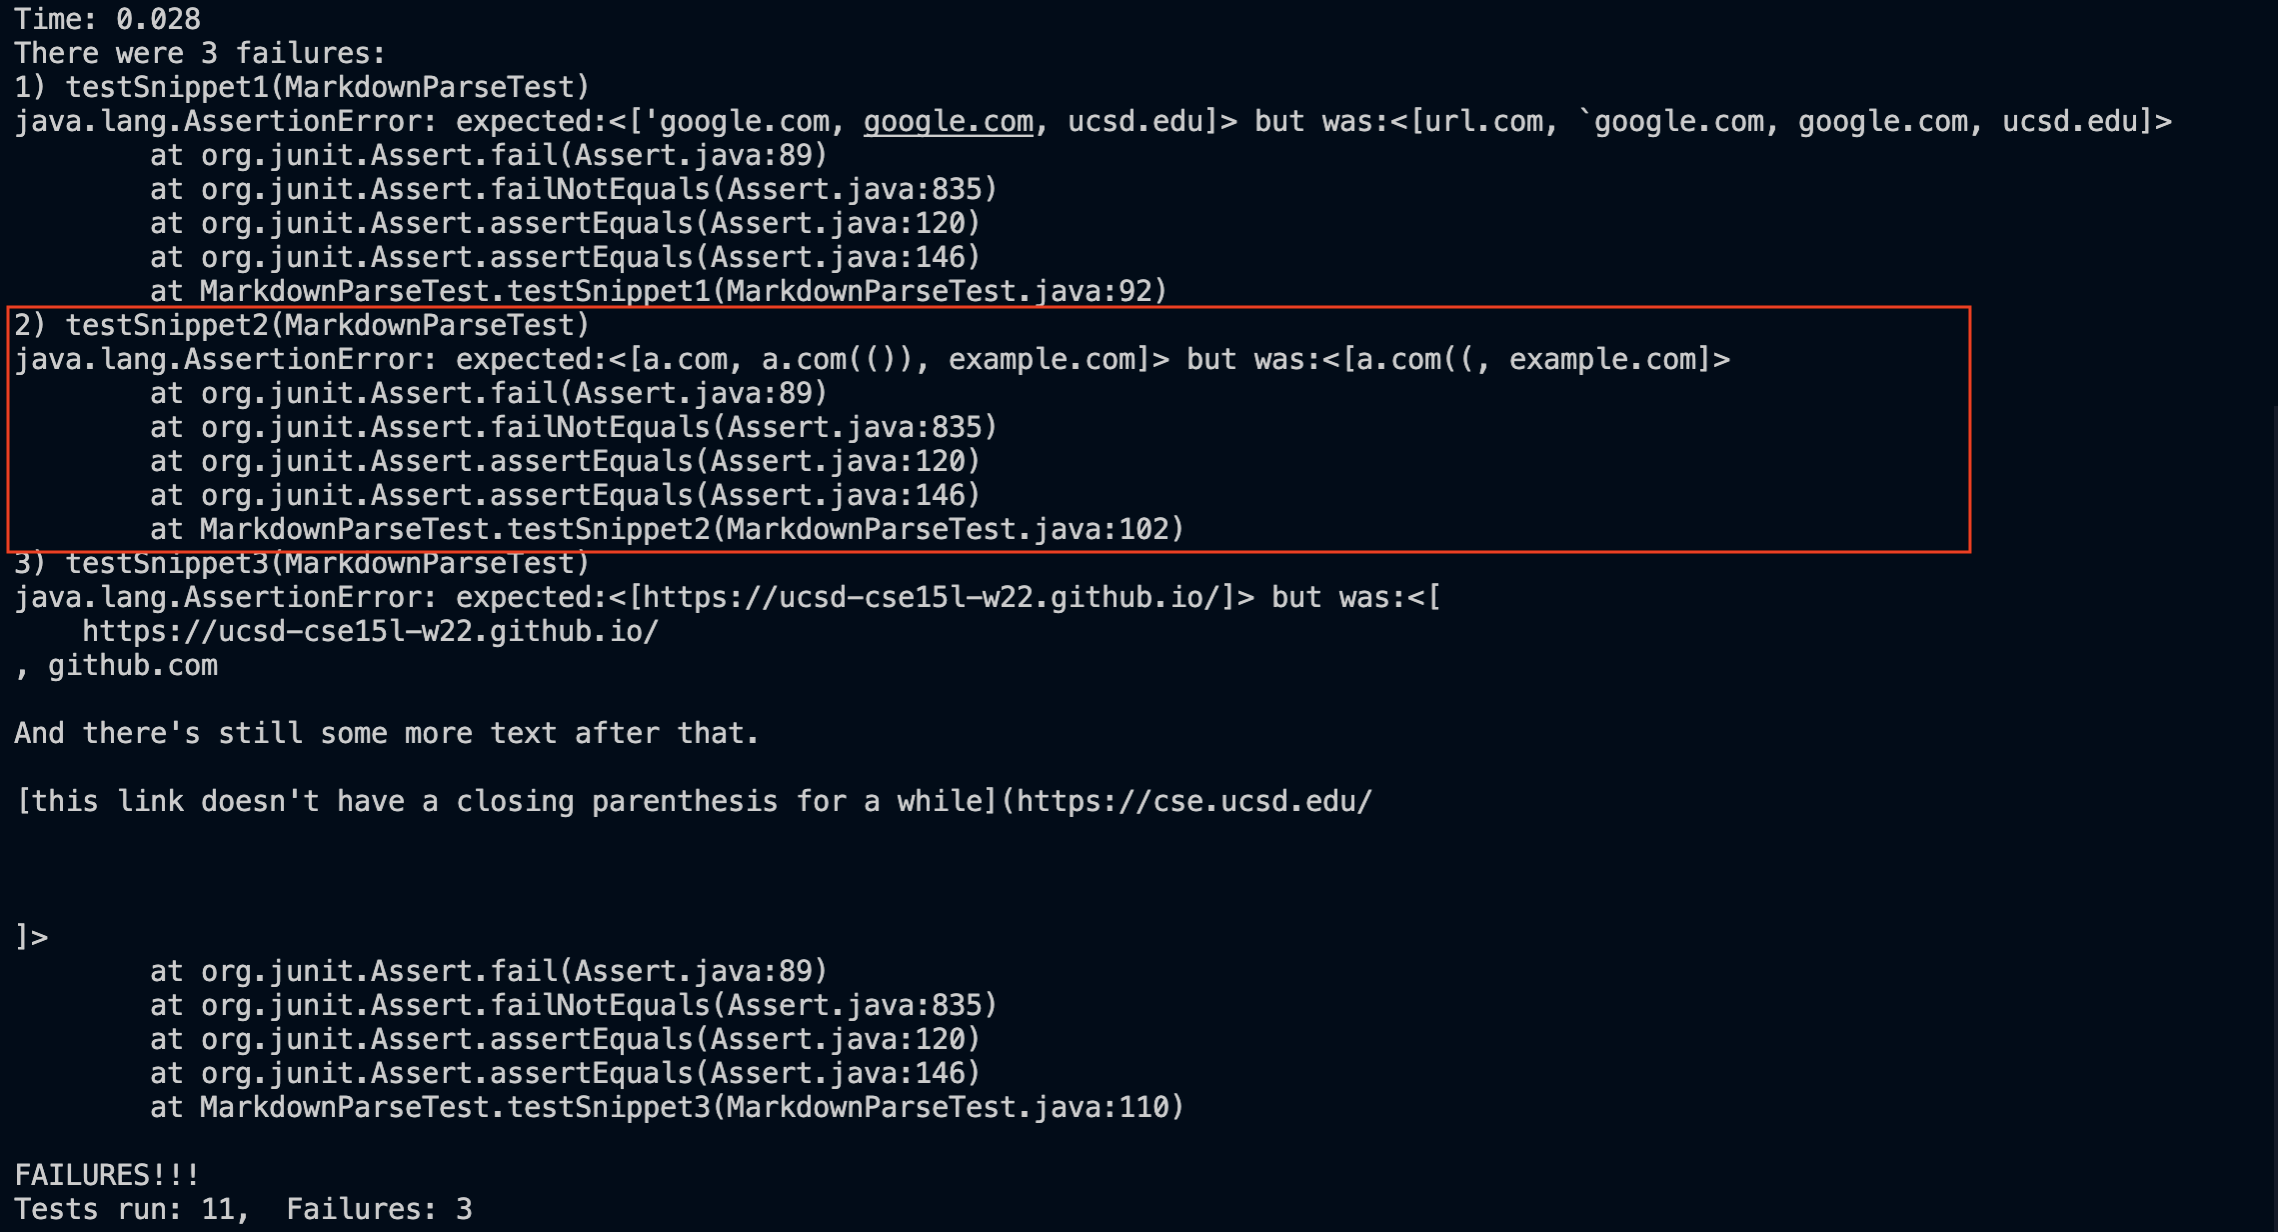 Time: 0.028
There were 3 failures:
1) testSnippet1(MarkdownParseTest)
java.lang.AssertionError: expected:<['google.com, google.com, ucsd.edu]> but was:<[url.com, `google.com, google.com, ucsd.edu]>
        at org.junit.Assert.fail(Assert.java:89)
        at org.junit.Assert.failNotEquals(Assert.java:835)
        at org.junit.Assert.assertEquals(Assert.java:120)
        at org.junit.Assert.assertEquals(Assert.java:146)
        at MarkdownParseTest.testSnippet1(MarkdownParseTest.java:92)
2) testSnippet2(MarkdownParseTest)
java.lang.AssertionError: expected:<[a.com, a.com(()), example.com]> but was:<[a.com((, example.com]>
        at org.junit.Assert.fail(Assert.java:89)
        at org.junit.Assert.failNotEquals(Assert.java:835)
        at org.junit.Assert.assertEquals(Assert.java:120)
        at org.junit.Assert.assertEquals(Assert.java:146)
        at MarkdownParseTest.testSnippet2(MarkdownParseTest.java:102)
3) testSnippet3(MarkdownParseTest)
java.lang.AssertionError: expected:<[https://ucsd-cse15l-w22.github.io/]> but was:<[
    https://ucsd-cse15l-w22.github.io/
, github.com

And there's still some more text after that.

[this link doesn't have a closing parenthesis for a while](https://cse.ucsd.edu/



]>
        at org.junit.Assert.fail(Assert.java:89)
        at org.junit.Assert.failNotEquals(Assert.java:835)
        at org.junit.Assert.assertEquals(Assert.java:120)
        at org.junit.Assert.assertEquals(Assert.java:146)
        at MarkdownParseTest.testSnippet3(MarkdownParseTest.java:110)

FAILURES!!!
Tests run: 11,  Failures: 3